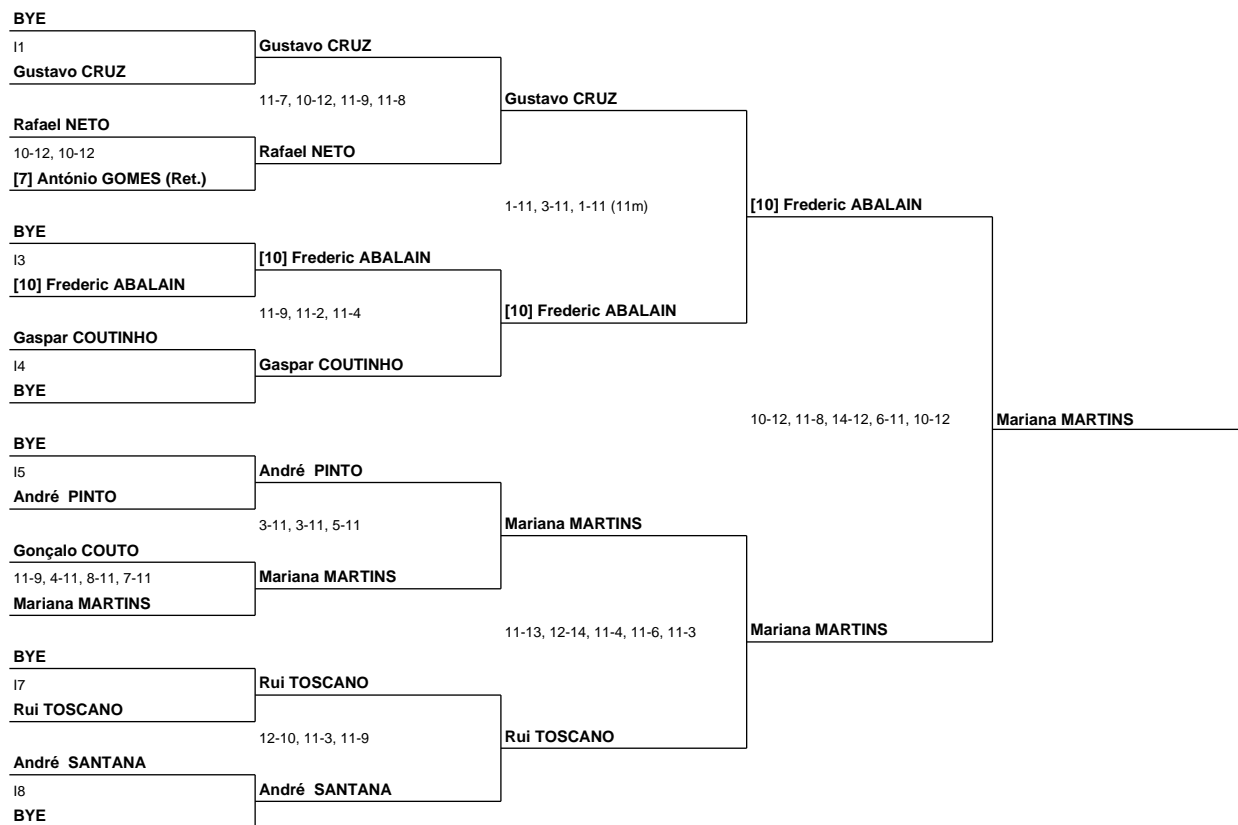 BYE
I1
Gustavo CRUZ
Gustavo CRUZ
11-7, 10-12, 11-9, 11-8
Gustavo CRUZ
Rafael NETO
10-12, 10-12
Rafael NETO
[7] António GOMES (Ret.)
1-11, 3-11, 1-11 (11m)
[10] Frederic ABALAIN
BYE
I3
[10] Frederic ABALAIN
[10] Frederic ABALAIN
11-9, 11-2, 11-4
[10] Frederic ABALAIN
Gaspar COUTINHO
I4
Gaspar COUTINHO
BYE
10-12, 11-8, 14-12, 6-11, 10-12
Mariana MARTINS
BYE
I5
André  PINTO
André  PINTO
3-11, 3-11, 5-11
Mariana MARTINS
Gonçalo COUTO
11-9, 4-11, 8-11, 7-11
Mariana MARTINS
Mariana MARTINS
11-13, 12-14, 11-4, 11-6, 11-3
Mariana MARTINS
BYE
I7
Rui TOSCANO
Rui TOSCANO
12-10, 11-3, 11-9
Rui TOSCANO
André  SANTANA
I8
André  SANTANA
BYE